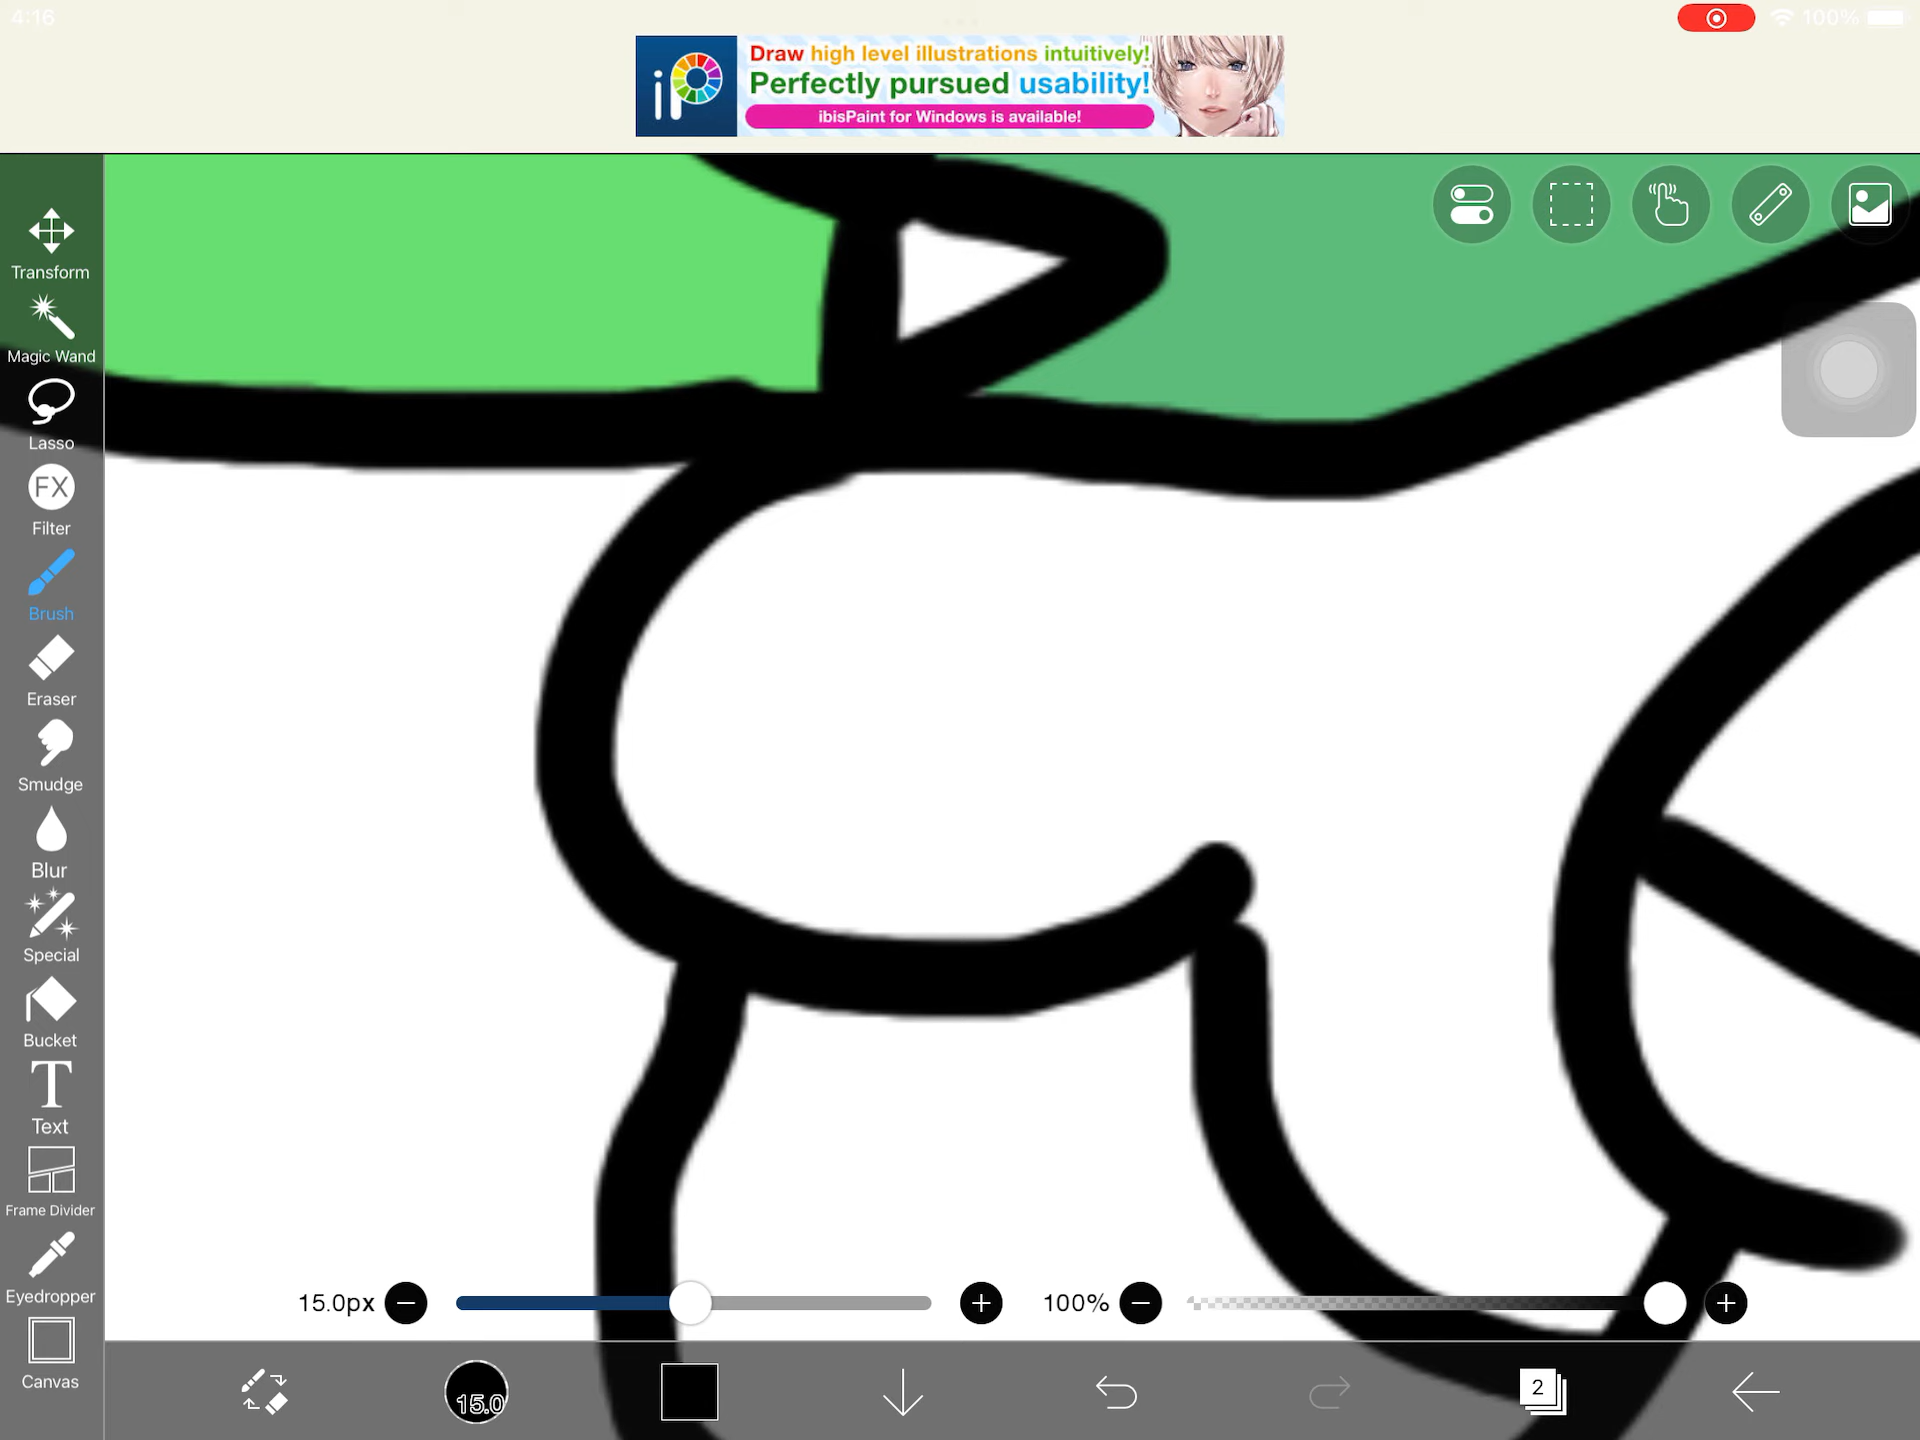 4:16
100%
iP
Draw high level illustrations intuitively!
Perfectly pursued usability!
ibisPaint for Windows is available!
Transform
Magic Wand
Lasso
FX
Filter
Brush
Eraser
Smudge
Blur
Special
Bucket
T
Text
Frame Divider
Eyedropper
Canvas
15.0px
100%
15.0
2